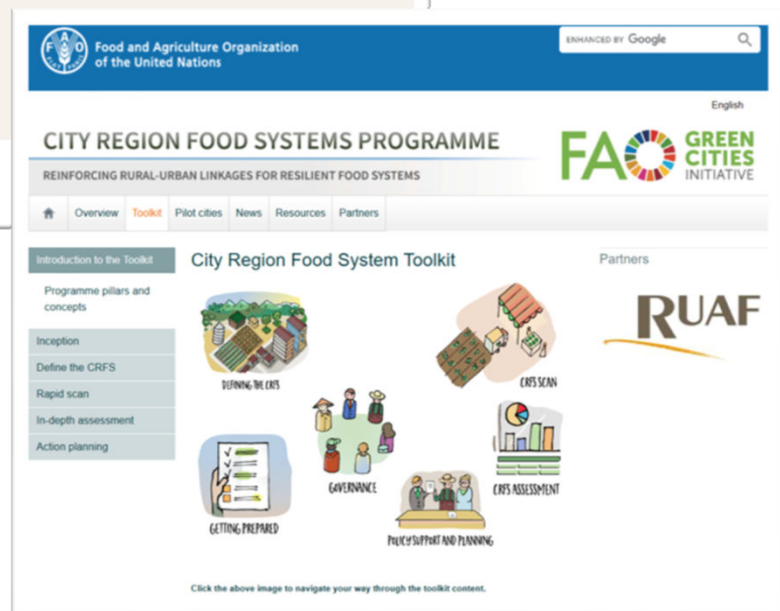 FAO
FIAT PANIS
Food and Agriculture Organization
of the United Nations
ENHANCED BY Google
English
CITY REGION FOOD SYSTEMS PROGRAMME
REINFORCING RURAL-URBAN LINKAGES FOR RESILIENT FOOD SYSTEMS
FAO GREEN
CITIES
INITIATIVE
Overview Toolkit Pilot cities News Resources Partners
Introduction to the Toolkit
Programme pillars and
concepts
Inception
Define the CRFS
Rapid scan
In-depth assessment
Action planning
City Region Food System Toolkit
DEFINING THE CRFS
CRFS SCAN
GOVERNANCE
CRFS ASSESSMENT
GETTING PREPARED
POLICY SUPPORT AND PLANNING
Click the above image to navigate your way through the toolkit content.
Partners
RUAF